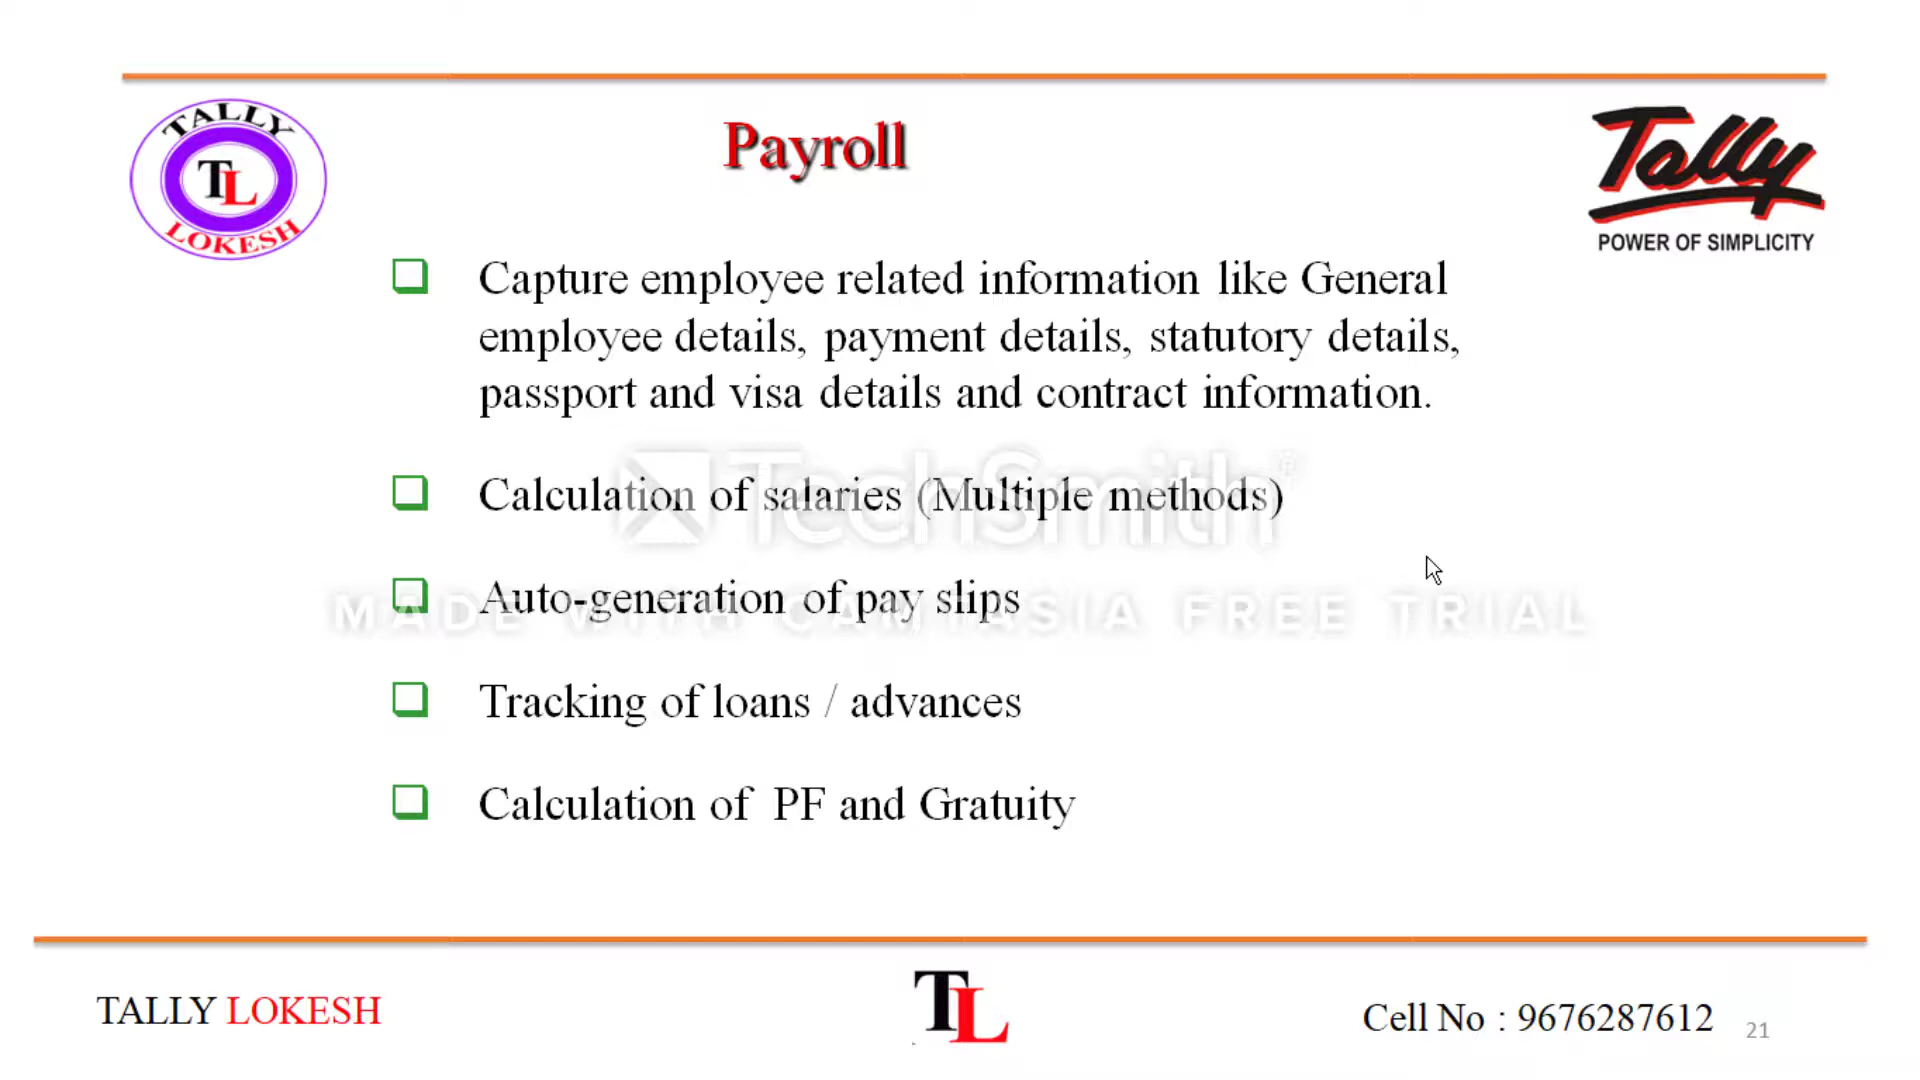 TALLY
TL
LOKESH
Payroll
Tally
POWER OF SIMPLICITY
Capture employee related information like General
employee details, payment details, statutory details,
passport and visa details and contract information.
TechSmith®
Calculation of salaries (Multiple methods)
Auto-generation of pay slips
MADE WITH CAMTASIA FREE TRIAL
Tracking of loans / advances
Calculation of PF and Gratuity
TALLY LOKESH
TL
Cell No : 9676287612
21